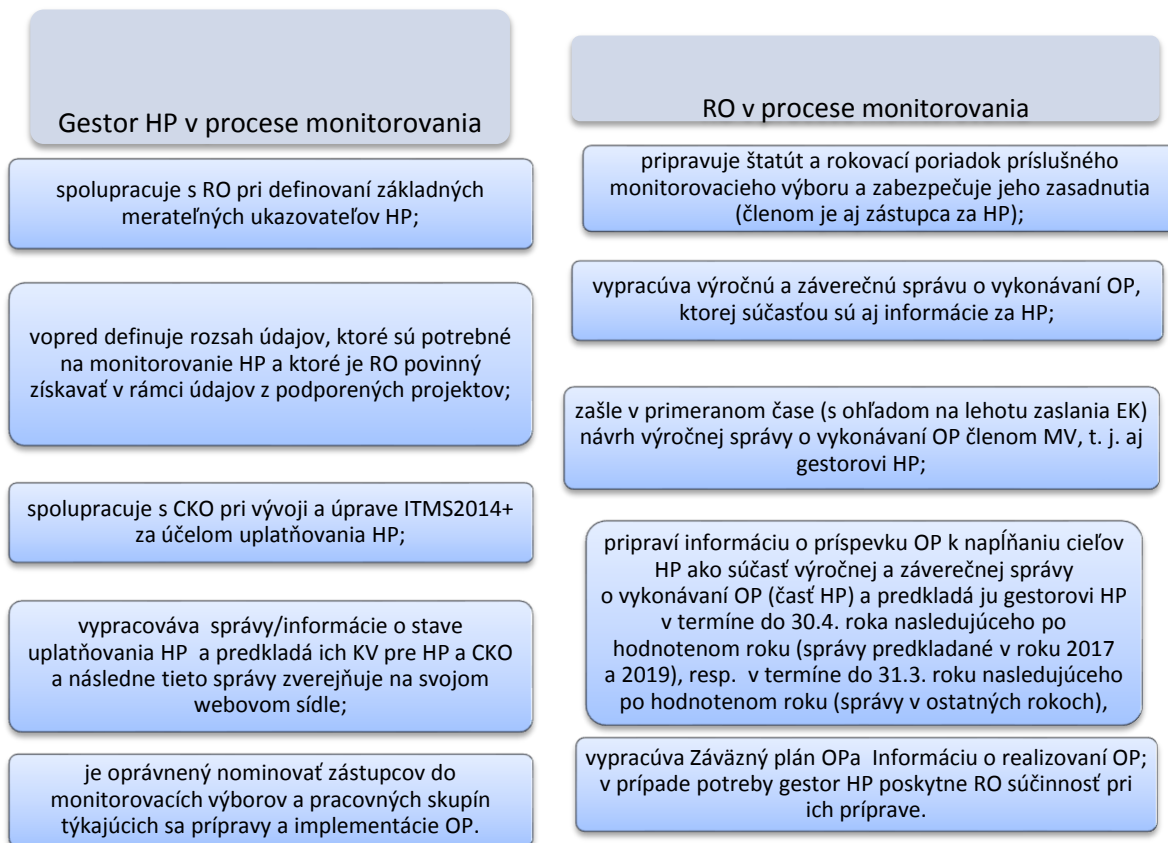 Gestor HP v procese monitorovania
spolupracuje s RO pri definovaní základných
merateľných ukazovateľov HP;
vopred definuje rozsah údajov, ktoré sú potrebné
na monitorovanie HP a ktoré je RO povinný
získavať v rámci údajov z podporených projektov;
spolupracuje s CKO pri vývoji a úprave ITMS2014+
za účelom uplatňovania HP;
vypracováva správy/informácie o stave
uplatňovania HP a predkladá ich KV pre HP a CKO
a následne tieto správy zverejňuje na svojom
webovom sídle;
je oprávnený nominovať zástupcov do
monitorovacích výborov a pracovných skupín
týkajúcich sa prípravy a implementácie OP.
RO v procese monitorovania
pripravuje štatút a rokovací poriadok príslušného
monitorovacieho výboru a zabezpečuje jeho zasadnutia
(členom je aj zástupca za HP);
vypracúva výročnú a záverečnú správu o vykonávaní OP,
ktorej súčasťou sú aj informácie za HP;
zašle v primeranom čase (s ohľadom na lehotu zaslania EK)
návrh výročnej správy o vykonávaní OP členom MV, t. j. aj
gestorovi HP;
pripraví informáciu o príspevku OP k napĺňaniu cieľov
HP ako súčasť výročnej a záverečnej správy
o vykonávaní OP (časť HP) a predkladá ju gestorovi HP
v termíne do 30.4. roka nasledujúceho po
hodnotenom roku (správy predkladané v roku 2017
a 2019), resp. v termíne do 31.3. roku nasledujúceho
po hodnotenom roku (správy v ostatných rokoch),
vypracúva Záväzný plán OPa Informáciu o realizovaní OP;
v prípade potreby gestor HP poskytne RO súčinnosť pri
ich príprave.